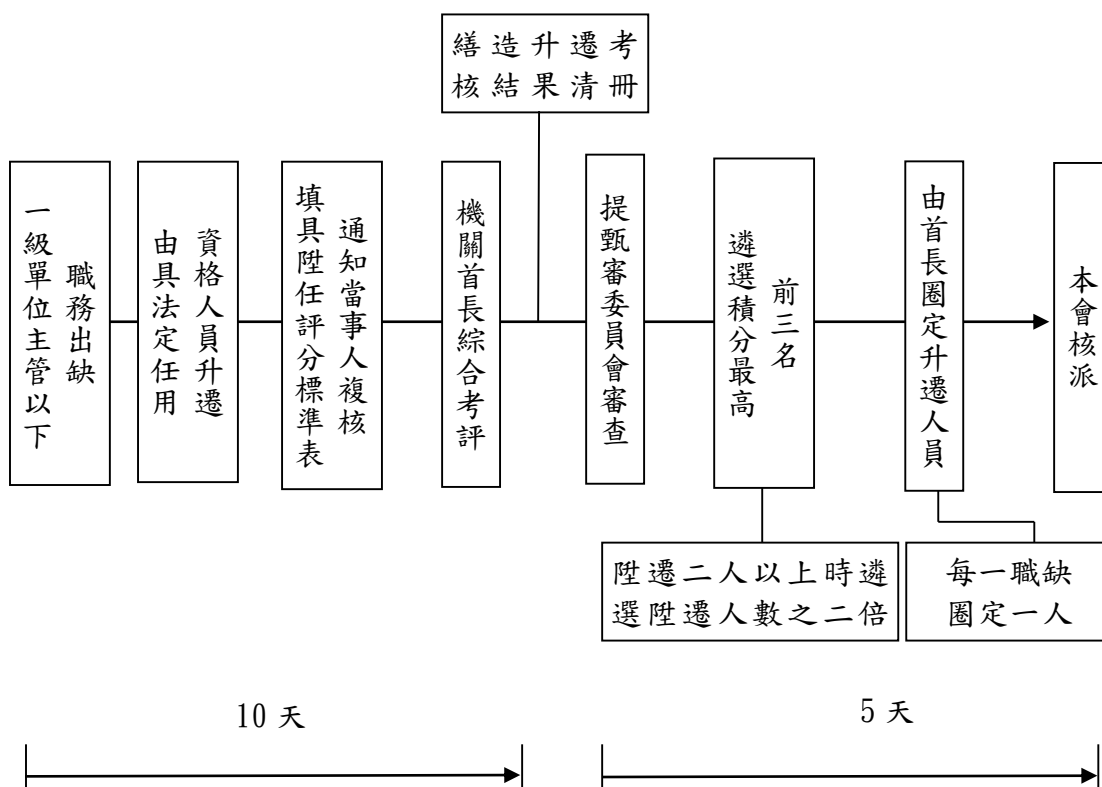 繕造升遷考
核結果清冊
一級單位主管以下
職務出缺
由具法定任用
資格人員升遷
填具陞任評分標準表
通知當事人複核
機關首長綜合考評
提甄審委員會審查
遴選積分最高
前三名
由首長圈定升遷人員
本會核派
陞遷二人以上時遴
選陞遷人數之二倍
每一職缺
圈定一人
10 天
5 天